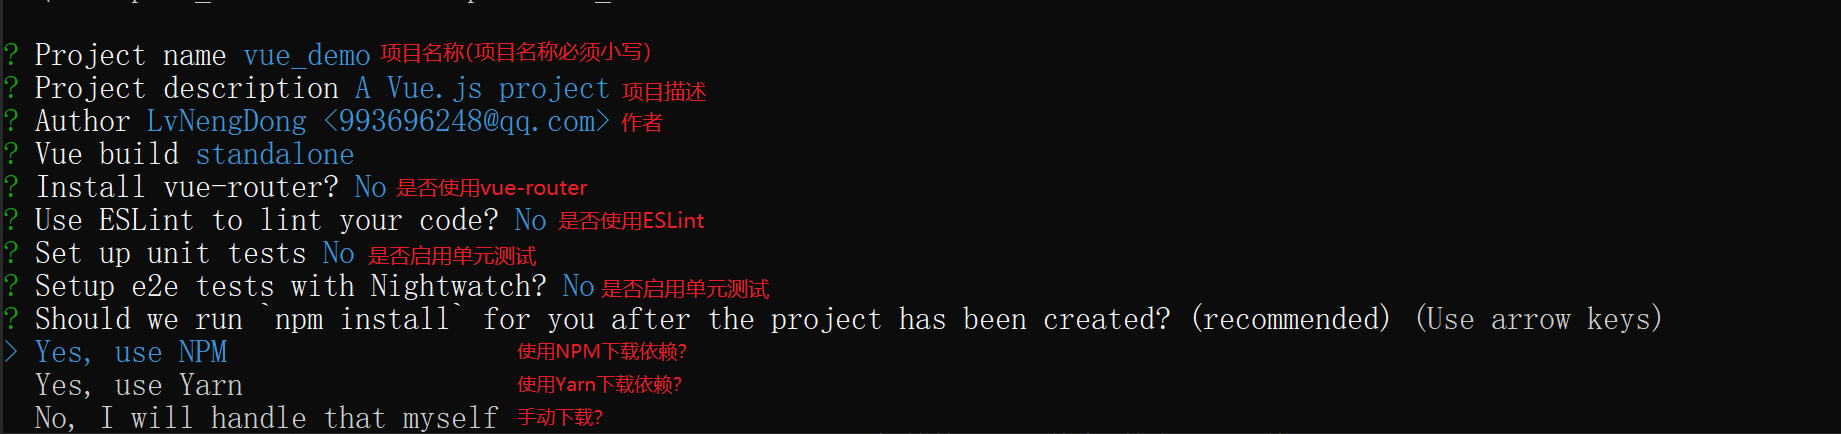 ? Project name vue_demo 项目名称(项目名称必须小写)
? Project description A Vue.js project 项目描述
? Author LvNengDong <993696248@qq.com> 作者
? Vue build standalone
? Install vue-router? No 是否使用vue-router
? Use ESLint to lint your code? No 是否使用ESLint
? Set up unit tests No 是否启用单元测试
? Setup e2e tests with Nightwatch? No 是否启用单元测试
? Should we run `npm install` for you after the project has been created? (recommended) (Use arrow keys)
> Yes, use NPM 使用NPM下载依赖?
Yes, use Yarn 使用Yarn下载依赖?
No, I will handle that myself 手动下载?